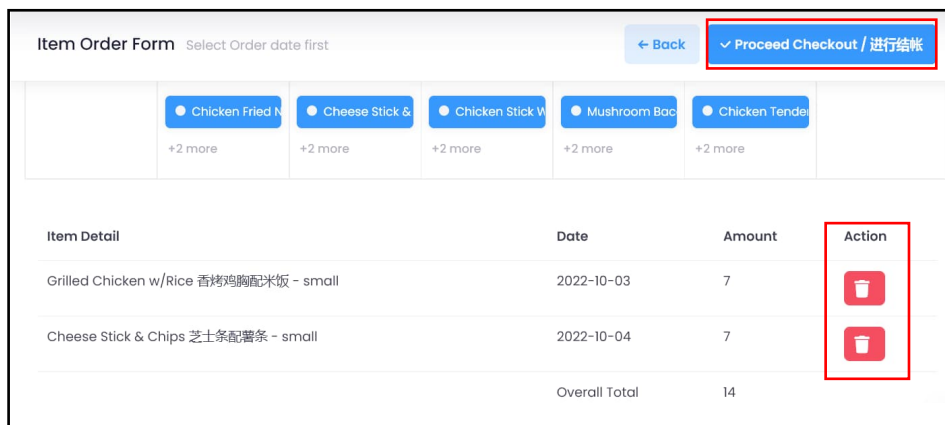 Item Order Form Select Order date first ← Back ✓ Proceed Checkout / 进行结帐
Chicken Fried N Cheese Stick & Chicken Stick W Mushroom Bac Chicken Tender
+2 more +2 more +2 more +2 more +2 more
Item Detail Date Amount Action
Grilled Chicken w/Rice 香烤鸡胸配米饭 - small 2022-10-03 7
Cheese Stick & Chips 芝士条配薯条 - small 2022-10-04 7
Overall Total 14